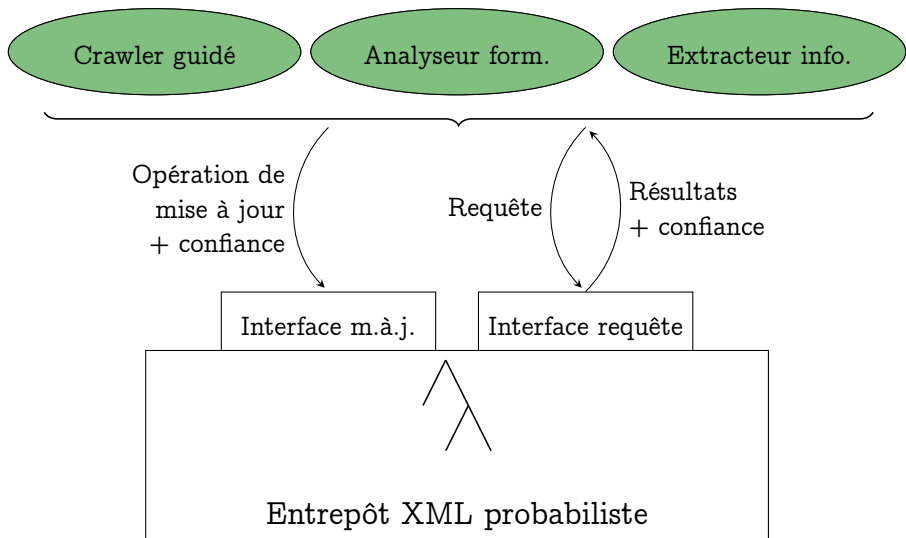 Crawler guidé
Analyseur form.
Extracteur info.
Opération de
mise à jour
+ confiance
Requête
Résultats
+ confiance
Interface m.à.j.
Interface requête
Entrepôt XML probabiliste